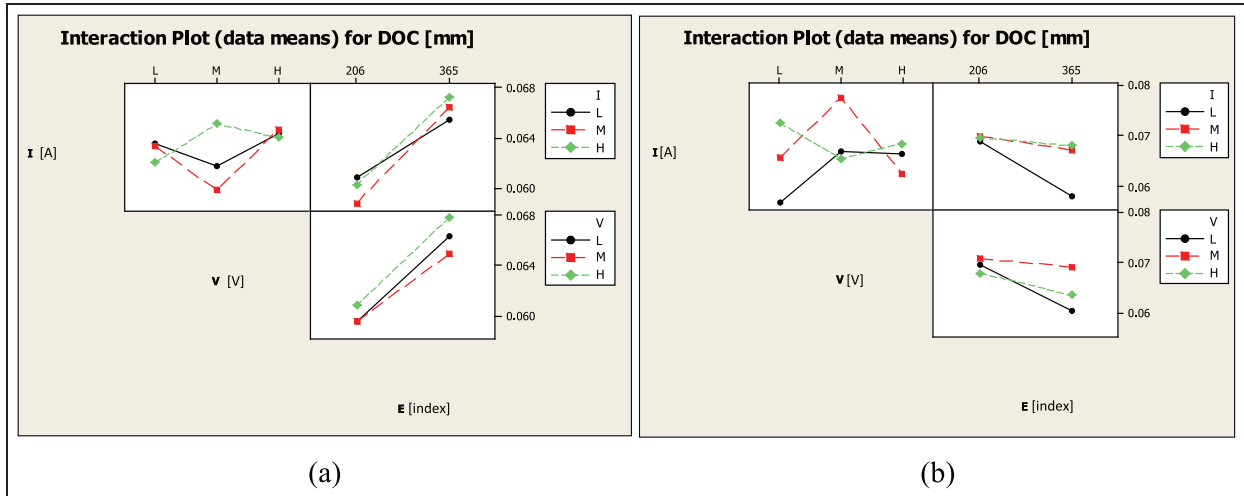 Interaction Plot (data means) for DOC [mm]
L M H 206 365
I [A]
0.068
0.064
0.060
I
L
M
H
0.068
0.064
0.060
V
L
M
H
V [V]
E [index]
(a)
Interaction Plot (data means) for DOC [mm]
L M H 206 365
I[A]
0.08
0.07
0.06
I
L
M
H
0.08
0.07
0.06
V
L
M
H
V[V]
E [index]
(b)